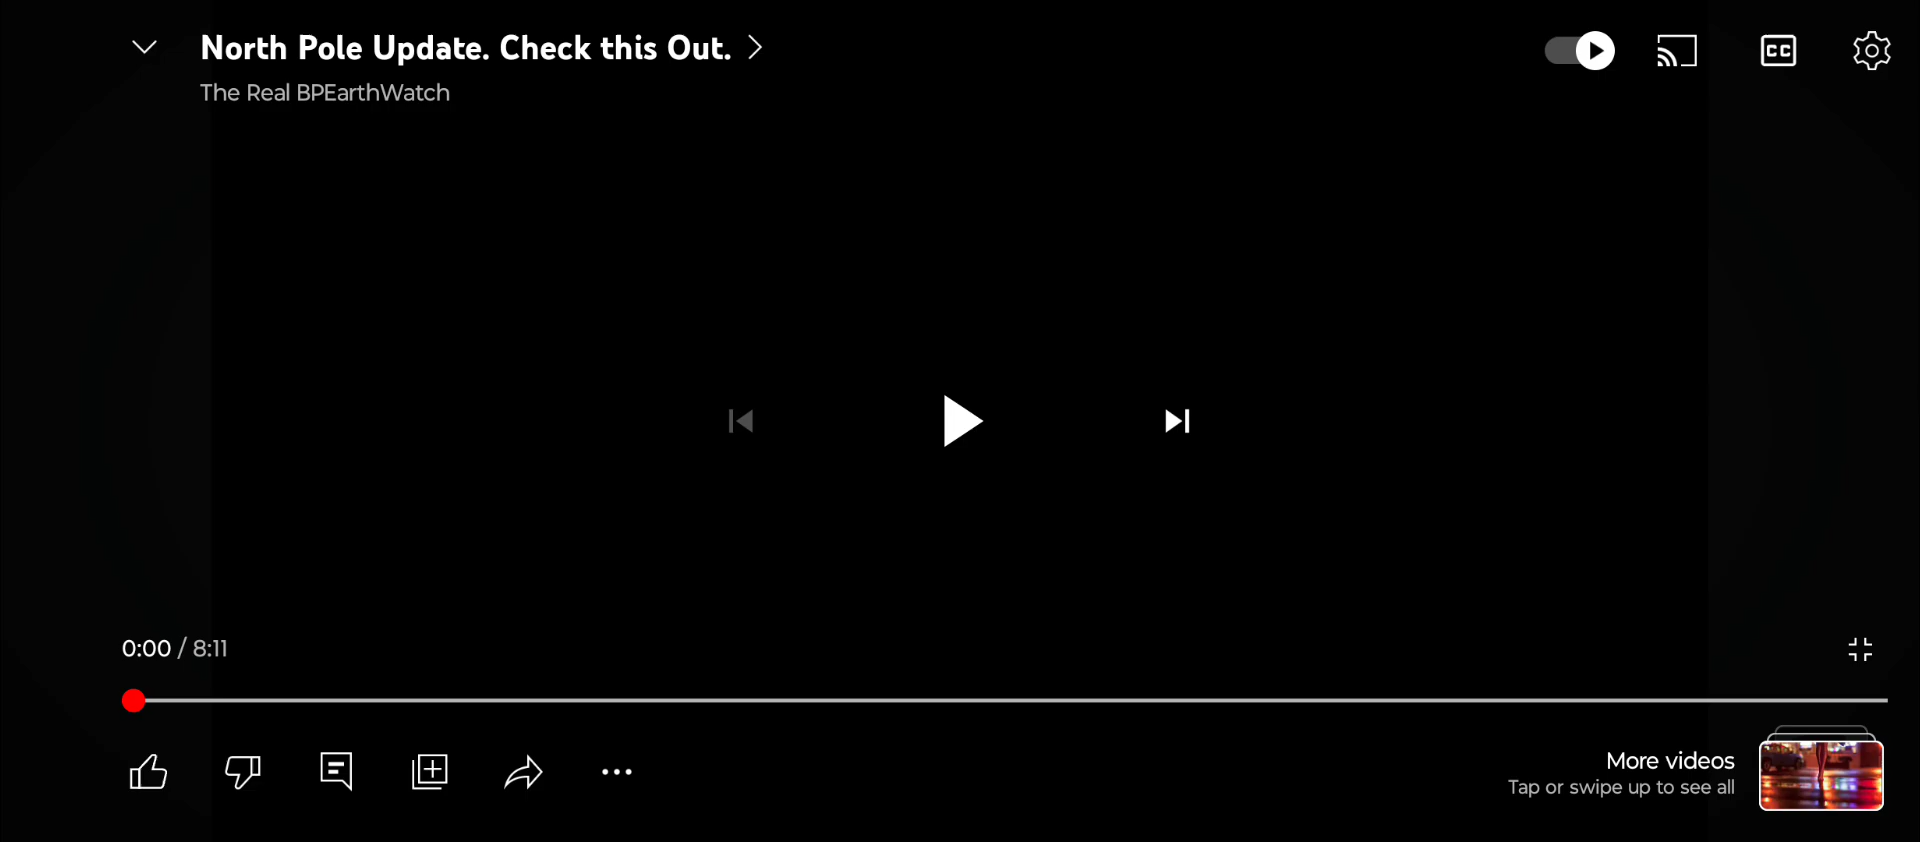 North Pole Update. Check this Out.
The Real BPEarthWatch
CC
0:00 / 8:11
More videos
Tap or swipe up to see all